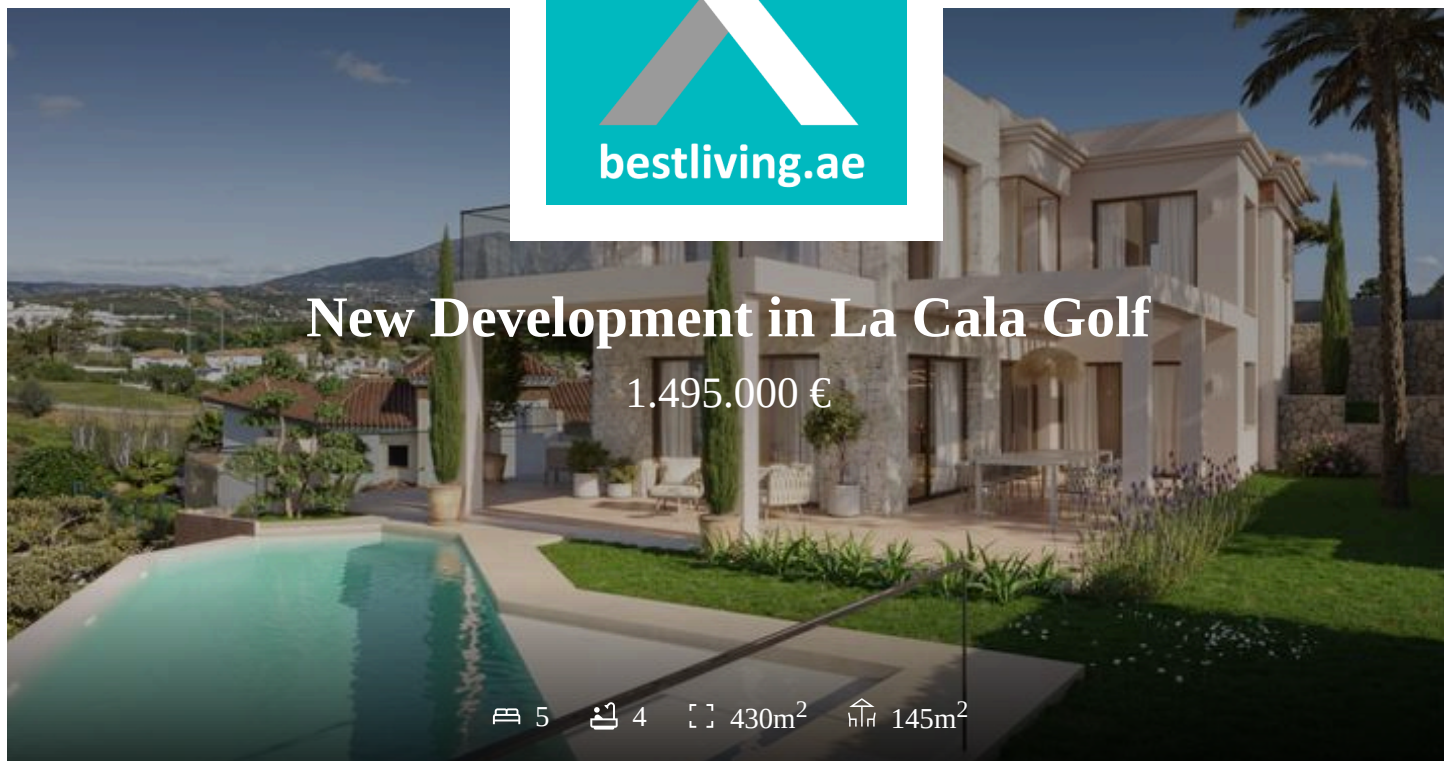 bestliving.ae
New Development in La Cala Golf
1.495.000 €
5 4 430m² 145m²